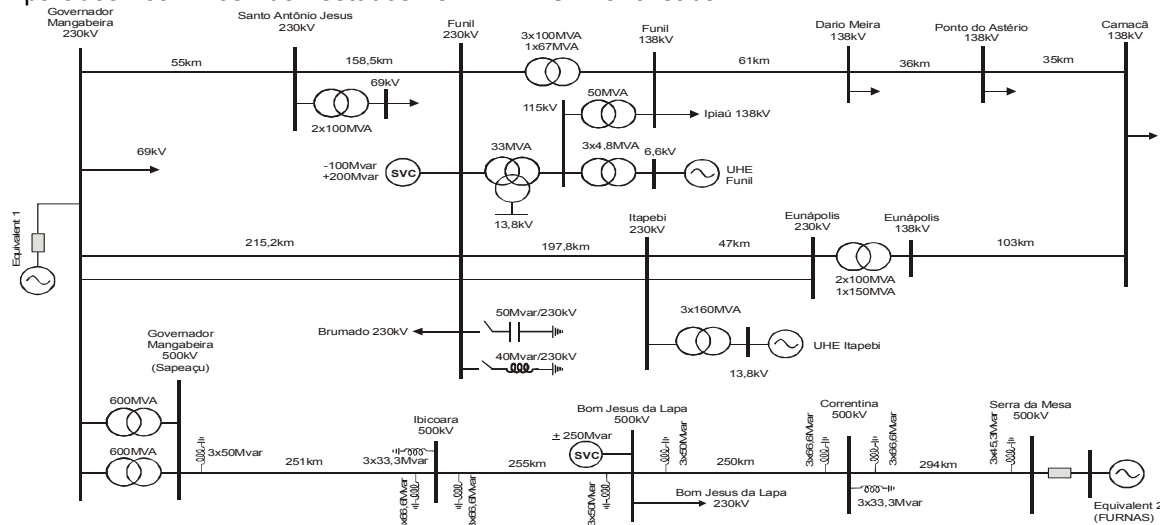 Governador
Mangabeira
230kV
Santo Antônio Jesus
230kV
Funil
230kV
3x100MVA
1x67MVA
Funil
138kV
Dario Meira
138kV
Ponto do Astério
138kV
Camacã
138kV
55km
158,5km
61km
36km
35km
69kV
2x100MVA
115kV
50MVA
Ipiaú 138kV
69kV
-100Mvar
+200Mvar
SVC
33MVA
3x4,8MVA
6,6kV
UHE
Funil
13,8kV
Equivalent 1
215,2km
197,8km
Itapebi
230kV
47km
Eunápolis
230kV
Eunápolis
138kV
103km
2x100MVA
1x150MVA
Brumado 230kV
50Mvar/230kV
40Mvar/230kV
3x160MVA
UHE Itapebi
13,8kV
Governador
Mangabeira
500kV
(Sapeaçu)
600MVA
600MVA
3x50Mvar
251km
Ibicoara
500kV
3x33,3Mvar
3x66,6Mvar
3x66,6Mvar
255km
Bom Jesus da Lapa
500kV
± 250Mvar
SVC
3x50Mvar
3x50Mvar
250km
Bom Jesus da Lapa
230kV
Correntina
500kV
3x66,6Mvar
3x66,6Mvar
3x33,3Mvar
294km
Serra da Mesa
500kV
3x45,3Mvar
Equivalent 2
(FURNAS)